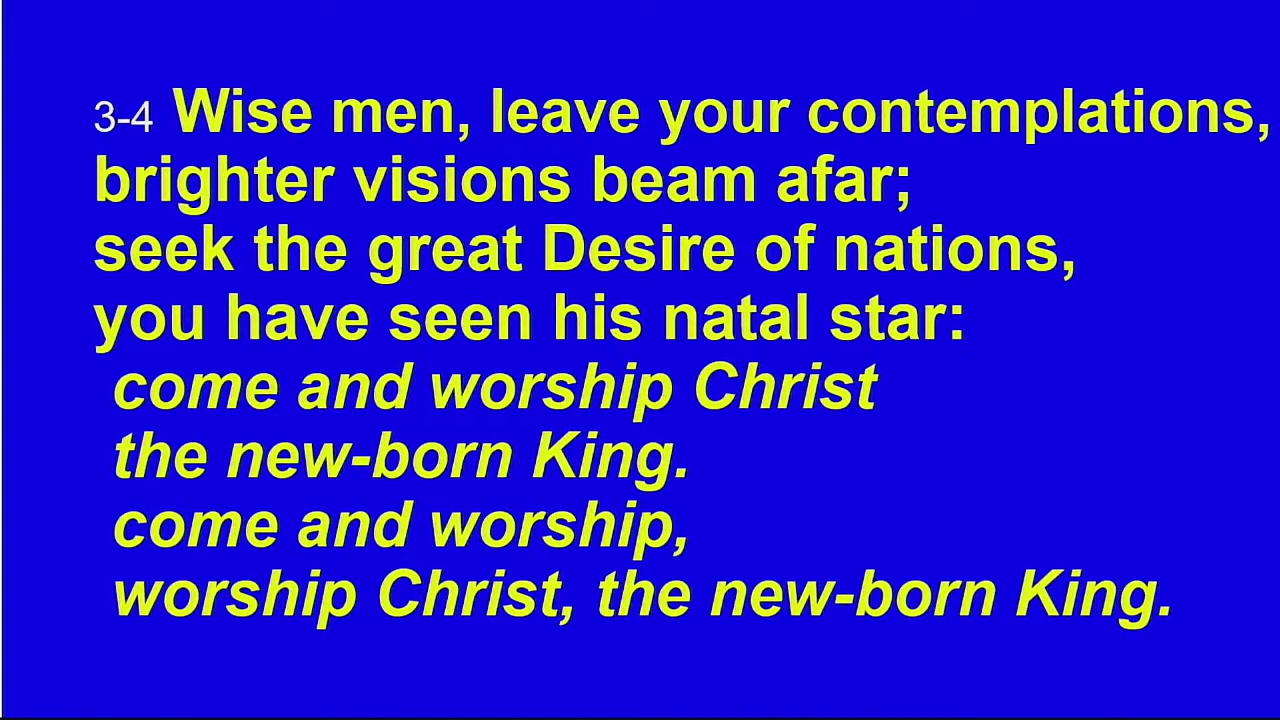 3-4 Wise men, leave your contemplations,
brighter visions beam afar;
seek the great Desire of nations,
you have seen his natal star:
come and worship Christ
the new-born King.
come and worship,
worship Christ, the new-born King.